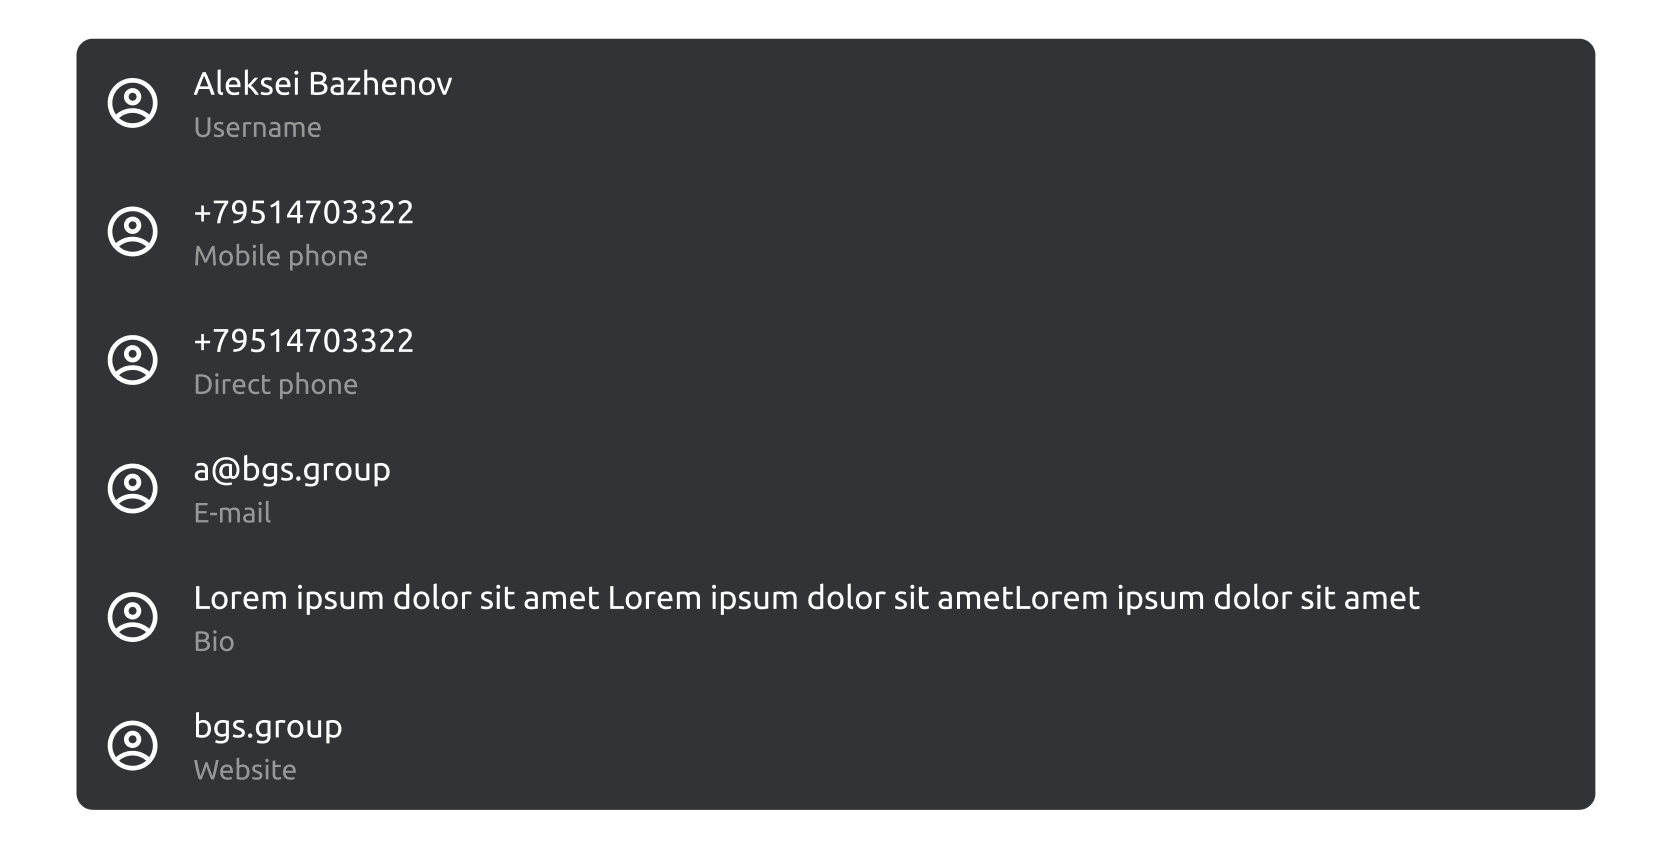 Aleksei Bazhenov
Username
+79514703322
Mobile phone
+79514703322
Direct phone
a@bgs.group
E-mail
Lorem ipsum dolor sit amet Lorem ipsum dolor sit ametLorem ipsum dolor sit amet
Bio
bgs.group
Website